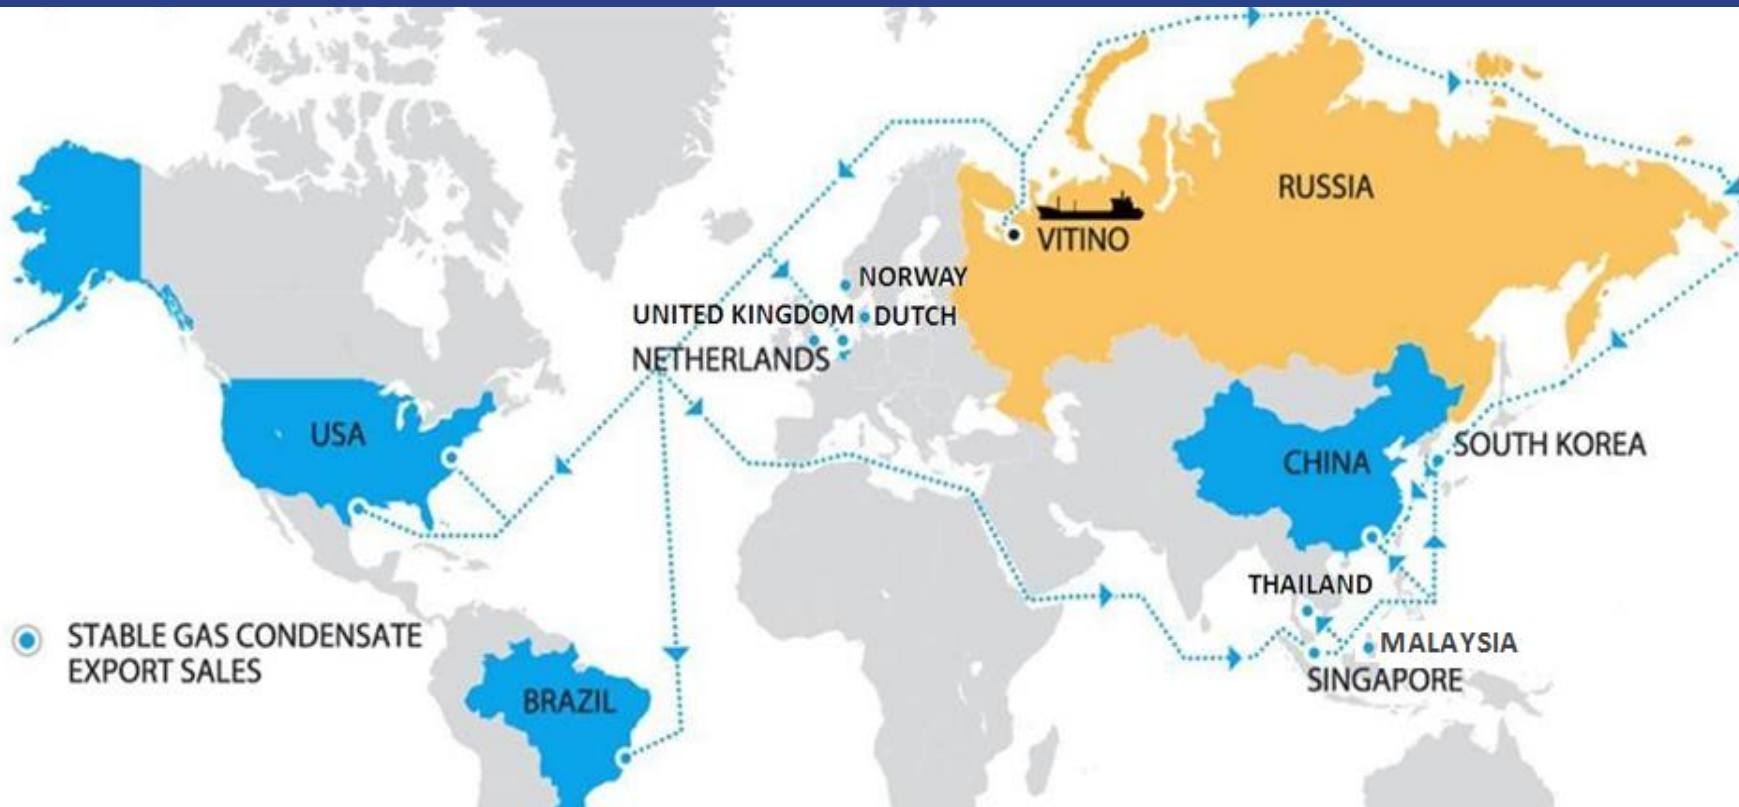 RUSSIA
VITINO
NORWAY
UNITED KINGDOM
DUTCH
NETHERLANDS
USA
CHINA
SOUTH KOREA
THAILAND
MALAYSIA
SINGAPORE
BRAZIL
STABLE GAS CONDENSATE
EXPORT SALES